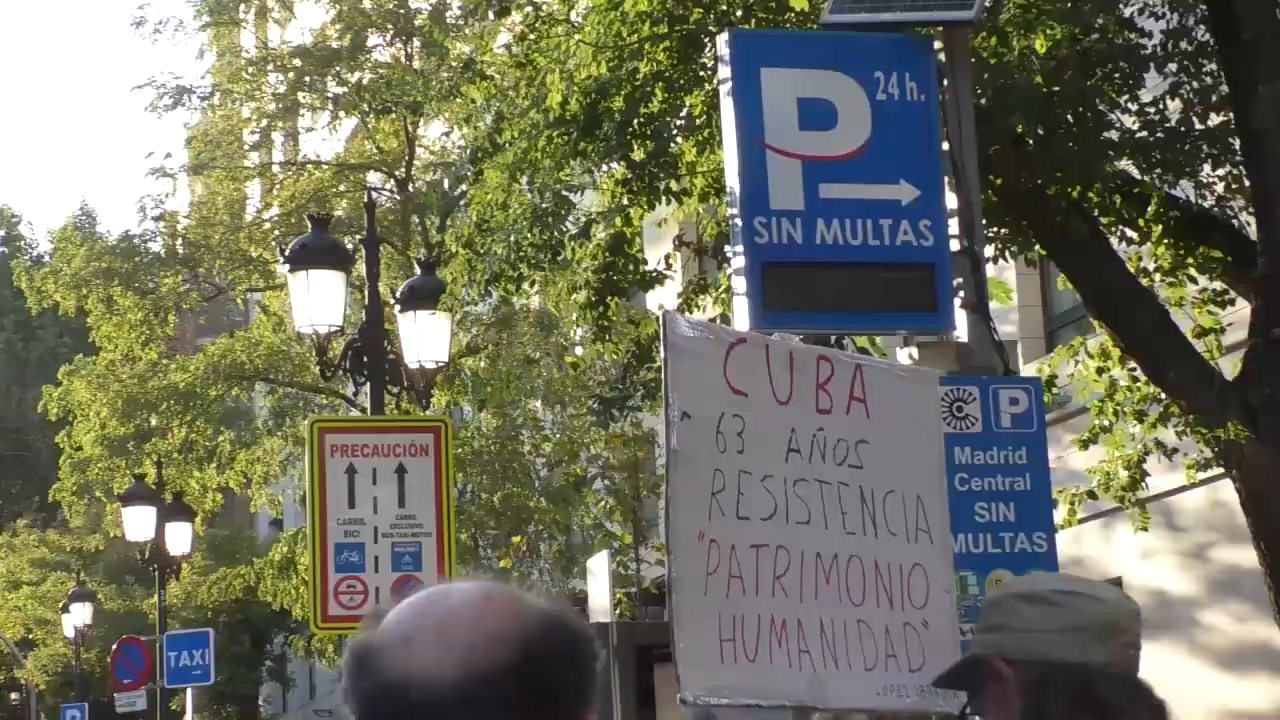 P 24 h.
SIN MULTAS
CUBA
63 AÑOS
RESISTENCIA
"PATRIMONIO
HUMANIDAD"
LOPEZ
P
Madrid
Central
SIN
MULTAS
PRECAUCIÓN
CARRIL
BICI
CARRIL
EXCLUSIVO
BUS-TAXI-MOTOS
TAXI
P